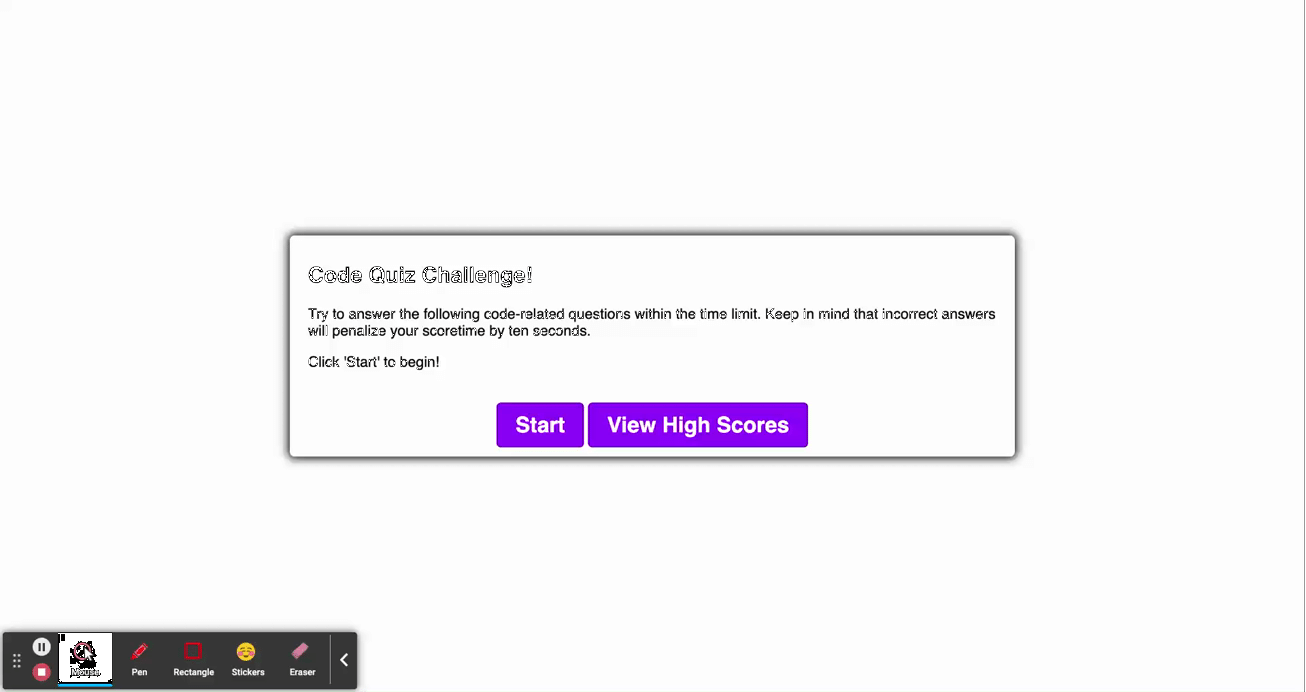 Code Quiz Challenge!
Try to answer the following code-related questions within the time limit. Keep in mind that incorrect answers
will penalize your scoretime by ten seconds.
Click 'Start' to begin!
Start
View High Scores
Mouse
Pen
Rectangle
Stickers
Eraser